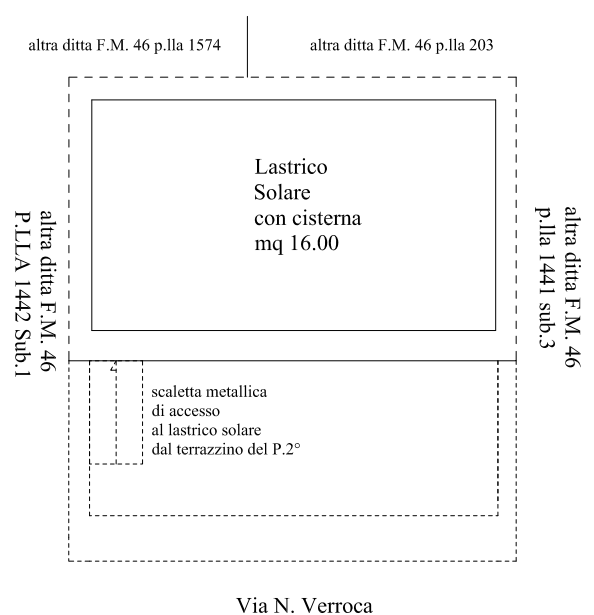 altra ditta F.M. 46 p.lla 1574
altra ditta F.M. 46 p.lla 203
Lastrico
Solare
con cisterna
mq 16.00
altra ditta F.M. 46
P.LLA 1442 Sub.1
altra ditta F.M. 46
p.lla 1441 sub.3
scaletta metallica
di accesso
al lastrico solare
dal terrazzino del P.2°
Via N. Verroca